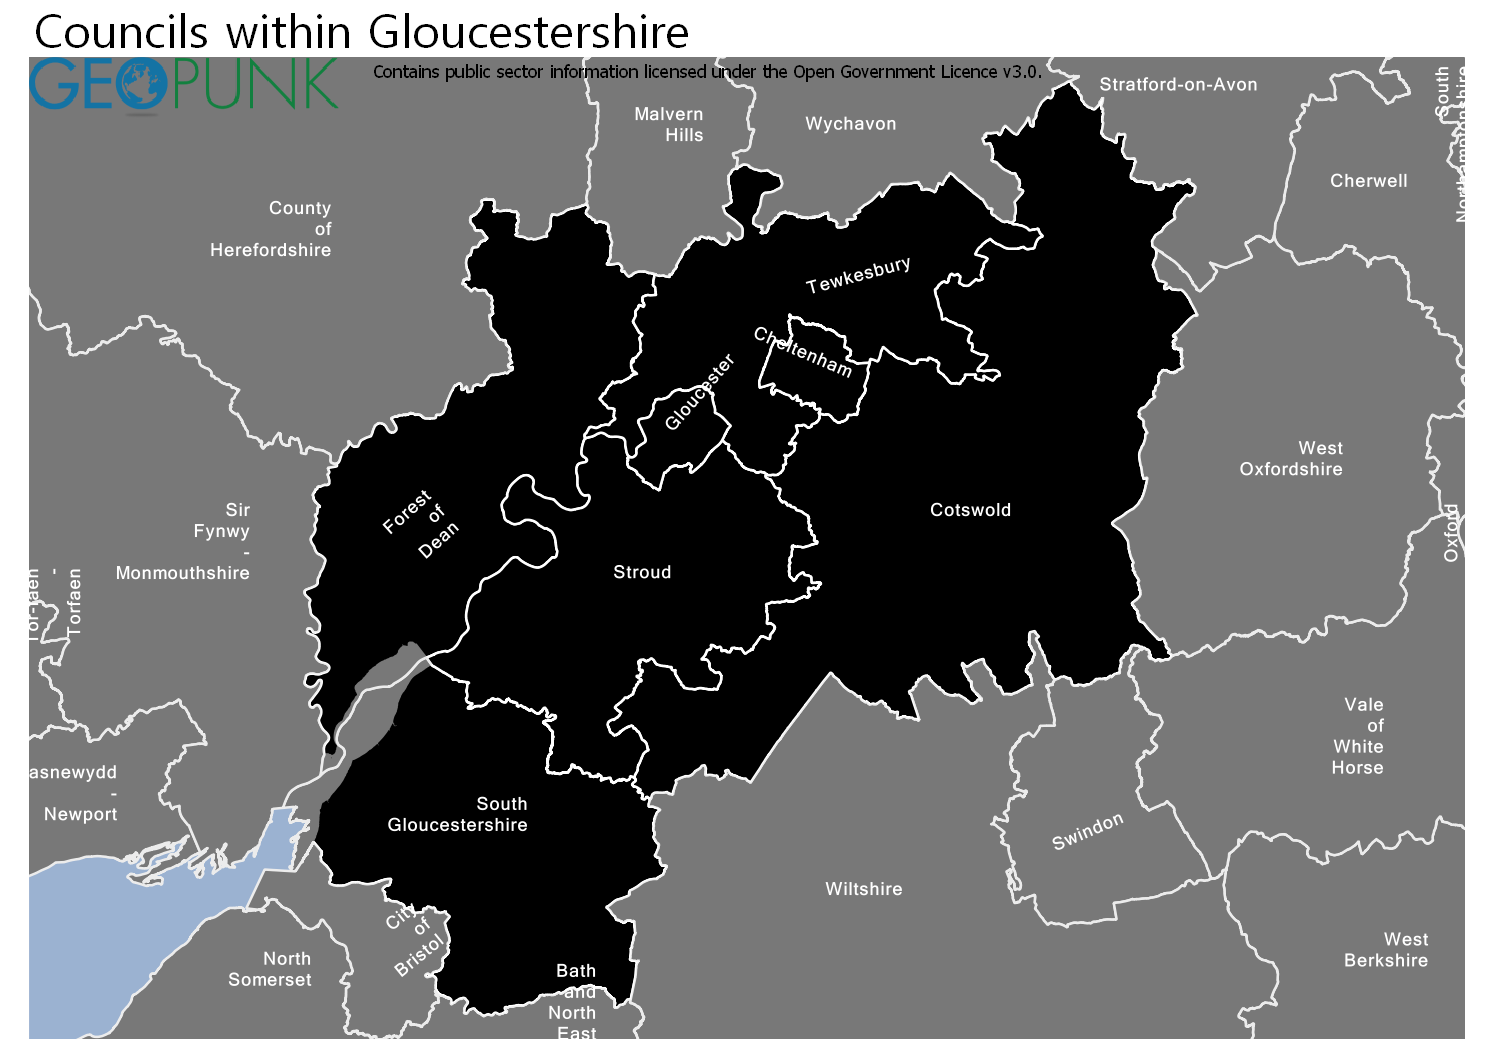 Councils within Gloucestershire
GEOPUNK
Contains public sector information licensed under the Open Government Licence v3.0.
Stratford-on-Avon
South
Northamptonshire
Malvern
Hills
Wychavon
Cherwell
County
of
Herefordshire
Tewkesbury
Cheltenham
Gloucester
West
Oxfordshire
Sir
Fynwy
-
Monmouthshire
Forest
of
Dean
Cotswold
Oxford
Stroud
Tor-faen
-
Torfaen
Vale
of
White
Horse
asnewydd
-
Newport
South
Gloucestershire
Swindon
Wiltshire
City
of
Bristol
North
Somerset
Bath
and
North
East
West
Berkshire